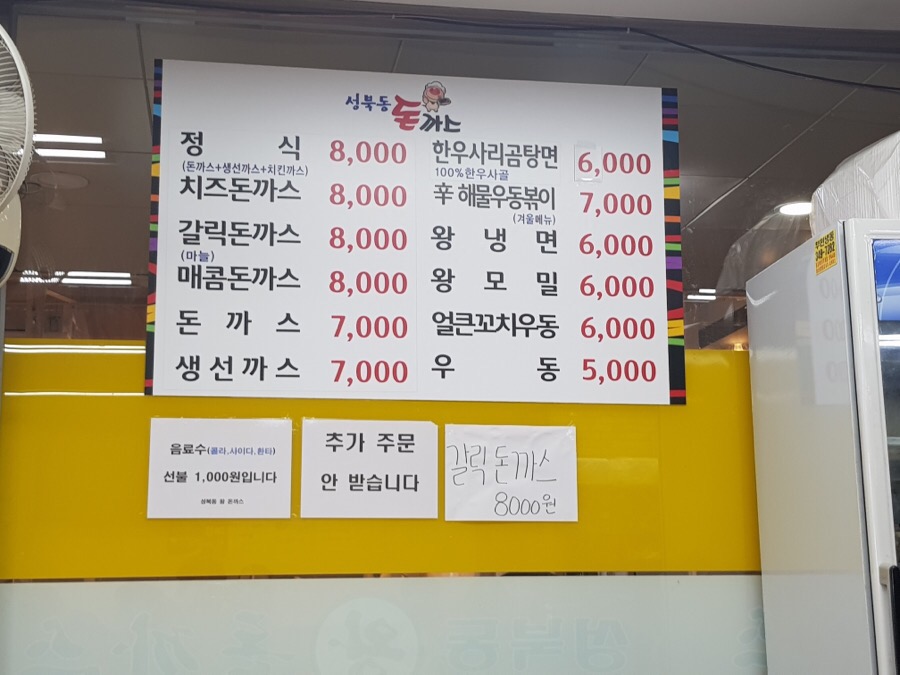 성북동 돈까스
정식 8,000
(돈까스+생선까스+치킨까스)
치즈돈까스 8,000
갈릭돈까스 8,000
(마늘)
매콤돈까스 8,000
돈까스 7,000
생선까스 7,000
한우사리곰탕면 6,000
100%한우사골
辛해물우동볶이 7,000
(겨울메뉴)
왕냉면 6,000
왕모밀 6,000
얼큰꼬치우동 6,000
우동 5,000
음료수(콜라.사이다.환타)
선불 1,000원입니다
성북동 왕 돈까스
추가 주문
안 받습니다
갈릭돈까스
8000원